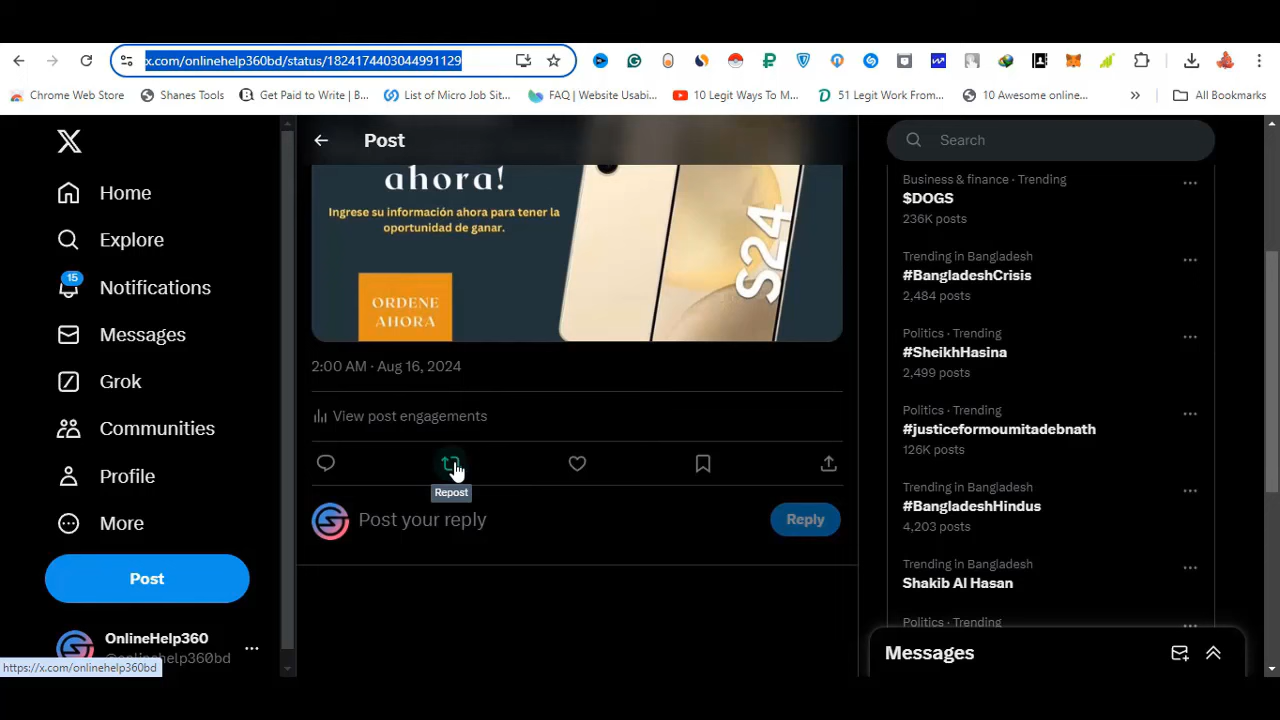 x.com/onlinehelp360bd/status/1824174403044991129
Chrome Web Store
Shanes Tools
Get Paid to Write | B...
List of Micro Job Sit...
FAQ | Website Usabi...
10 Legit Ways To M...
51 Legit Work From...
10 Awesome online...
All Bookmarks
Home
Explore
15
Notifications
Messages
Grok
Communities
Profile
More
Post
OnlineHelp360
@onlinehelp360bd
https://x.com/onlinehelp360bd
Post
ahora!
Ingrese su información ahora para tener la
oportunidad de ganar.
ORDENE
AHORA
S24
2:00 AM · Aug 16, 2024
View post engagements
Repost
Post your reply
Reply
Search
Business & finance · Trending
$DOGS
236K posts
Trending in Bangladesh
#BangladeshCrisis
2,484 posts
Politics · Trending
#SheikhHasina
2,499 posts
Politics · Trending
#justiceformoumitadebnath
126K posts
Trending in Bangladesh
#BangladeshHindus
4,203 posts
Trending in Bangladesh
Shakib Al Hasan
Politics · Trending
Messages